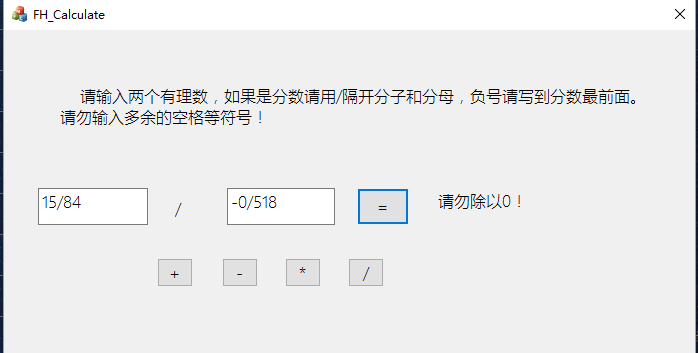 FH_Calculate
请输入两个有理数，如果是分数请用/隔开分子和分母，负号请写到分数最前面。
请勿输入多余的空格等符号！
15/84 / -0/518 = 请勿除以0！
+ - * /